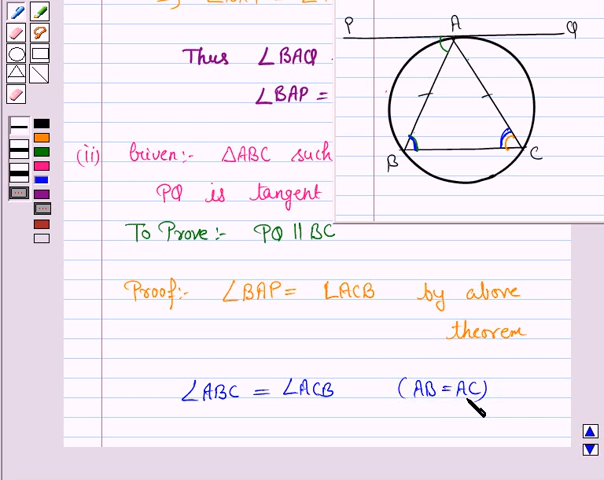 Thus ∠BAQ
∠BAP =
(ii) Given:- △ABC such
PQ is tangent
To Prove:- PQ || BC
Proof:- ∠BAP = ∠ACB by above
theorem
∠ABC = ∠ACB (AB = AC)
P A Q
B C